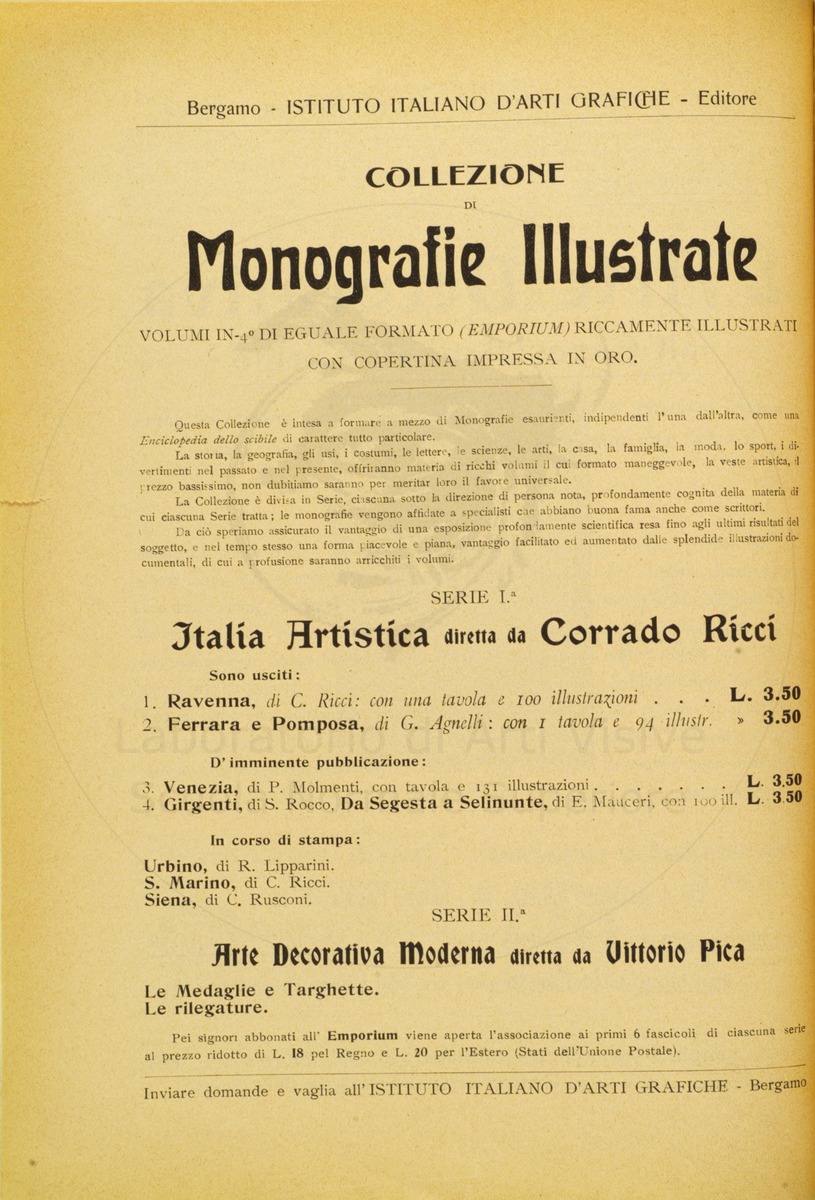 Bergamo - ISTITUTO ITALIANO D'ARTI GRAFICHE - Editore
COLLEZIONE
DI
Monografie Illustrate
VOLUMI IN-4º DI EGUALE FORMATO (EMPORIUM) RICCAMENTE ILLUSTRATI
CON COPERTINA IMPRESSA IN ORO.
Questa Collezione è intesa a formare a mezzo di Monografie esaurienti, indipendenti l'una dall'altra, come una
Enciclopedia dello scibile di carattere tutto particolare.
La storia, la geografia, gli usi, i costumi, le lettere, le scienze, le arti, la casa, la famiglia, la moda, lo sport, i di-
vertimenti nel passato e nel presente, offriranno materia di ricchi volumi il cui formato maneggevole, la veste artistica, il
prezzo bassissimo, non dubitiamo saranno per meritar loro il favore universale.
La Collezione è divisa in Serie, ciascuna sotto la direzione di persona nota, profondamente cognita della materia di
cui ciascuna Serie tratta; le monografie vengono affidate a specialisti che abbiano buona fama anche come scrittori.
Da ciò speriamo assicurato il vantaggio di una esposizione profondamente scientifica resa fino agli ultimi risultati del
soggetto, e nel tempo stesso una forma piacevole e piana, vantaggio facilitato ed aumentato dalle splendide illustrazioni do-
cumentali, di cui a profusione saranno arricchiti i volumi.
SERIE I.ª
Italia Artistica diretta da Corrado Ricci
Sono usciti:
1. Ravenna, di C. Ricci: con una tavola e 100 illustrazioni . . . L. 3.50
2. Ferrara e Pomposa, di G. Agnelli: con 1 tavola e 94 illustr. » 3.50
D'imminente pubblicazione:
3. Venezia, di P. Molmenti, con tavola e 131 illustrazioni . . . . . . . L. 3.50
4. Girgenti, di S. Rocco, Da Segesta a Selinunte, di E. Mauceri, con 100 ill. L. 3.50
In corso di stampa:
Urbino, di R. Lipparini.
S. Marino, di C. Ricci.
Siena, di C. Rusconi.
SERIE II.ª
Arte Decorativa Moderna diretta da Vittorio Pica
Le Medaglie e Targhette.
Le rilegature.
Pei signori abbonati all' Emporium viene aperta l'associazione ai primi 6 fascicoli di ciascuna serie
al prezzo ridotto di L. 18 pel Regno e L. 20 per l'Estero (Stati dell'Unione Postale).
Inviare domande e vaglia all'ISTITUTO ITALIANO D'ARTI GRAFICHE - Bergamo